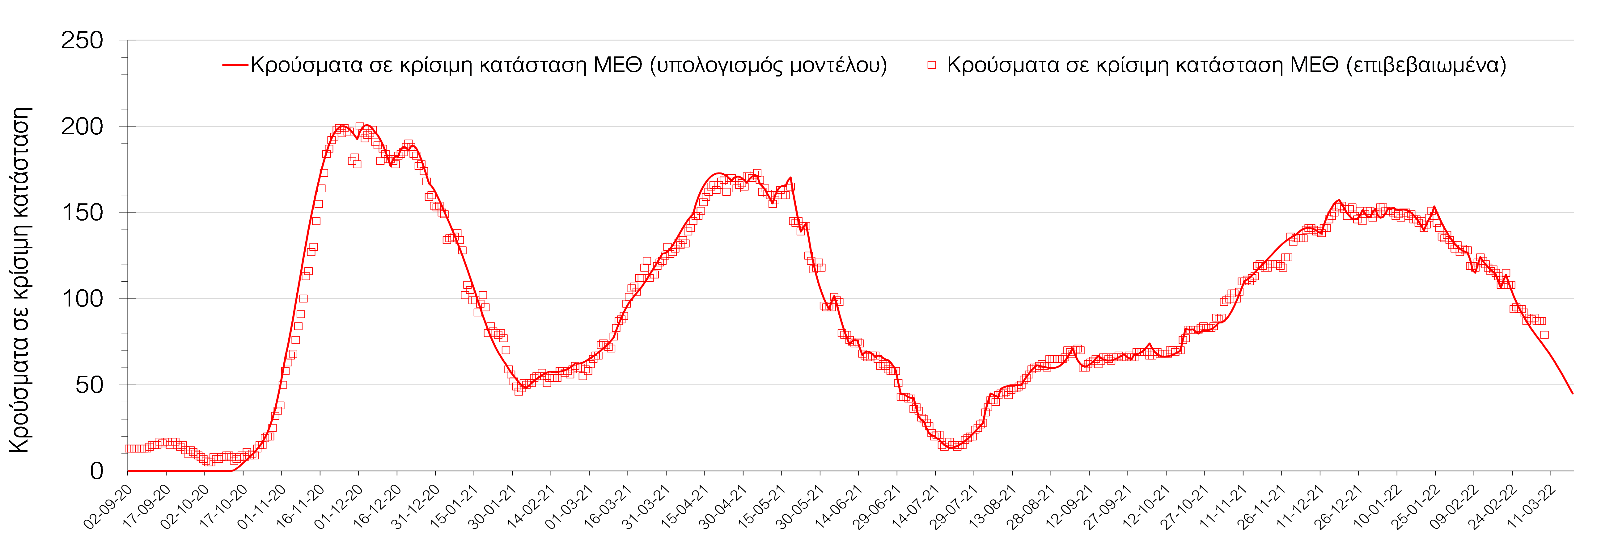 250
Κρούσματα σε κρίσιμη κατάσταση ΜΕΘ (υπολογισμός μοντέλου) Κρούσματα σε κρίσιμη κατάσταση ΜΕΘ (επιβεβαιωμένα)
200
150
100
50
0
Κρούσματα σε κρίσιμη κατάσταση
02-09-20 17-09-20 02-10-20 17-10-20 01-11-20 16-11-20 01-12-20 16-12-20 31-12-20 15-01-21 30-01-21 14-02-21 01-03-21 16-03-21 31-03-21 15-04-21 30-04-21 15-05-21 30-05-21 14-06-21 29-06-21 14-07-21 29-07-21 13-08-21 28-08-21 12-09-21 27-09-21 12-10-21 27-10-21 11-11-21 26-11-21 11-12-21 26-12-21 10-01-22 25-01-22 09-02-22 24-02-22 11-03-22